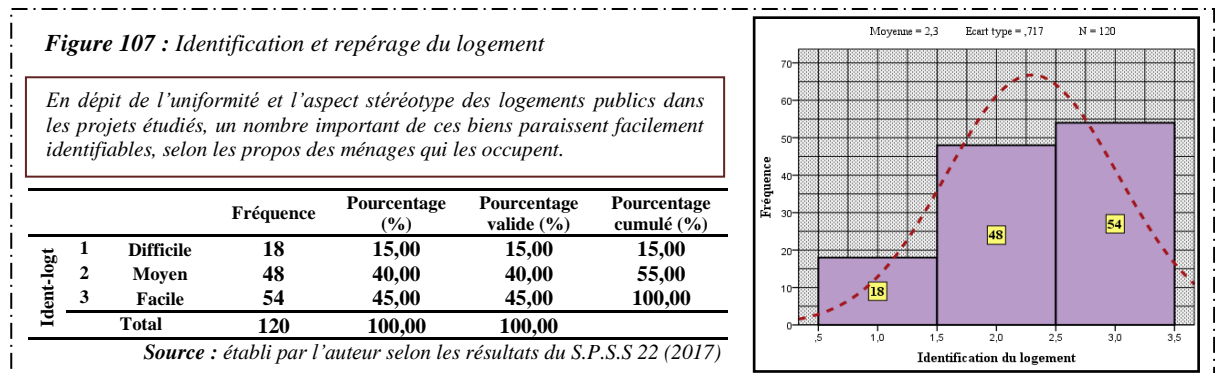 Figure 107 : Identification et repérage du logement
En dépit de l'uniformité et l'aspect stéréotype des logements publics dans
les projets étudiés, un nombre important de ces biens paraissent facilement
identifiables, selon les propos des ménages qui les occupent.
Fréquence Pourcentage (%) Pourcentage valide (%) Pourcentage cumulé (%)
Ident-logt
1 Difficile 18 15,00 15,00 15,00
2 Moyen 48 40,00 40,00 55,00
3 Facile 54 45,00 45,00 100,00
Total 120 100,00 100,00
Source : établi par l'auteur selon les résultats du S.P.S.S 22 (2017)
Moyenne = 2,3 Ecart type = ,717 N = 120
Fréquence
70
60
50
40
30
20
10
0
18
48
54
,5 1,0 1,5 2,0 2,5 3,0 3,5
Identification du logement